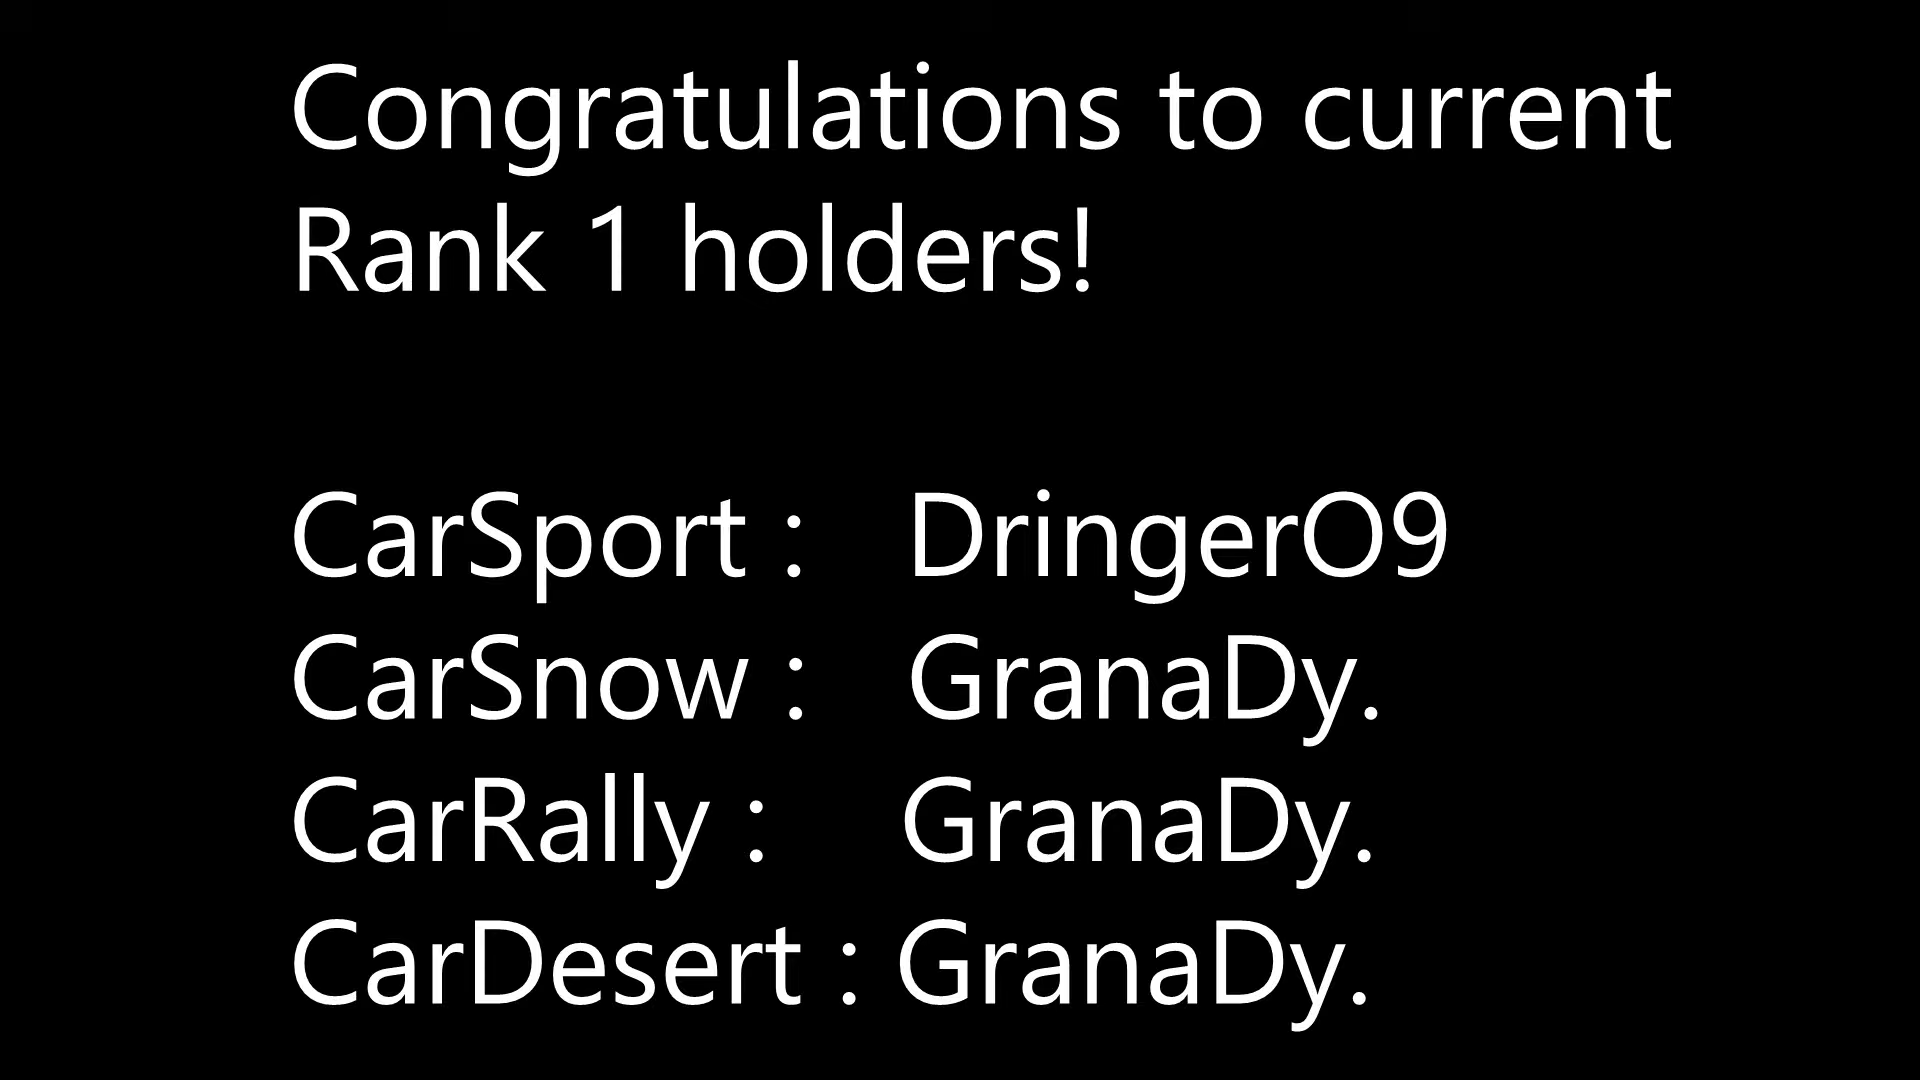 Congratulations to current
Rank 1 holders!
CarSport : DringerO9
CarSnow : GranaDy.
CarRally : GranaDy.
CarDesert : GranaDy.